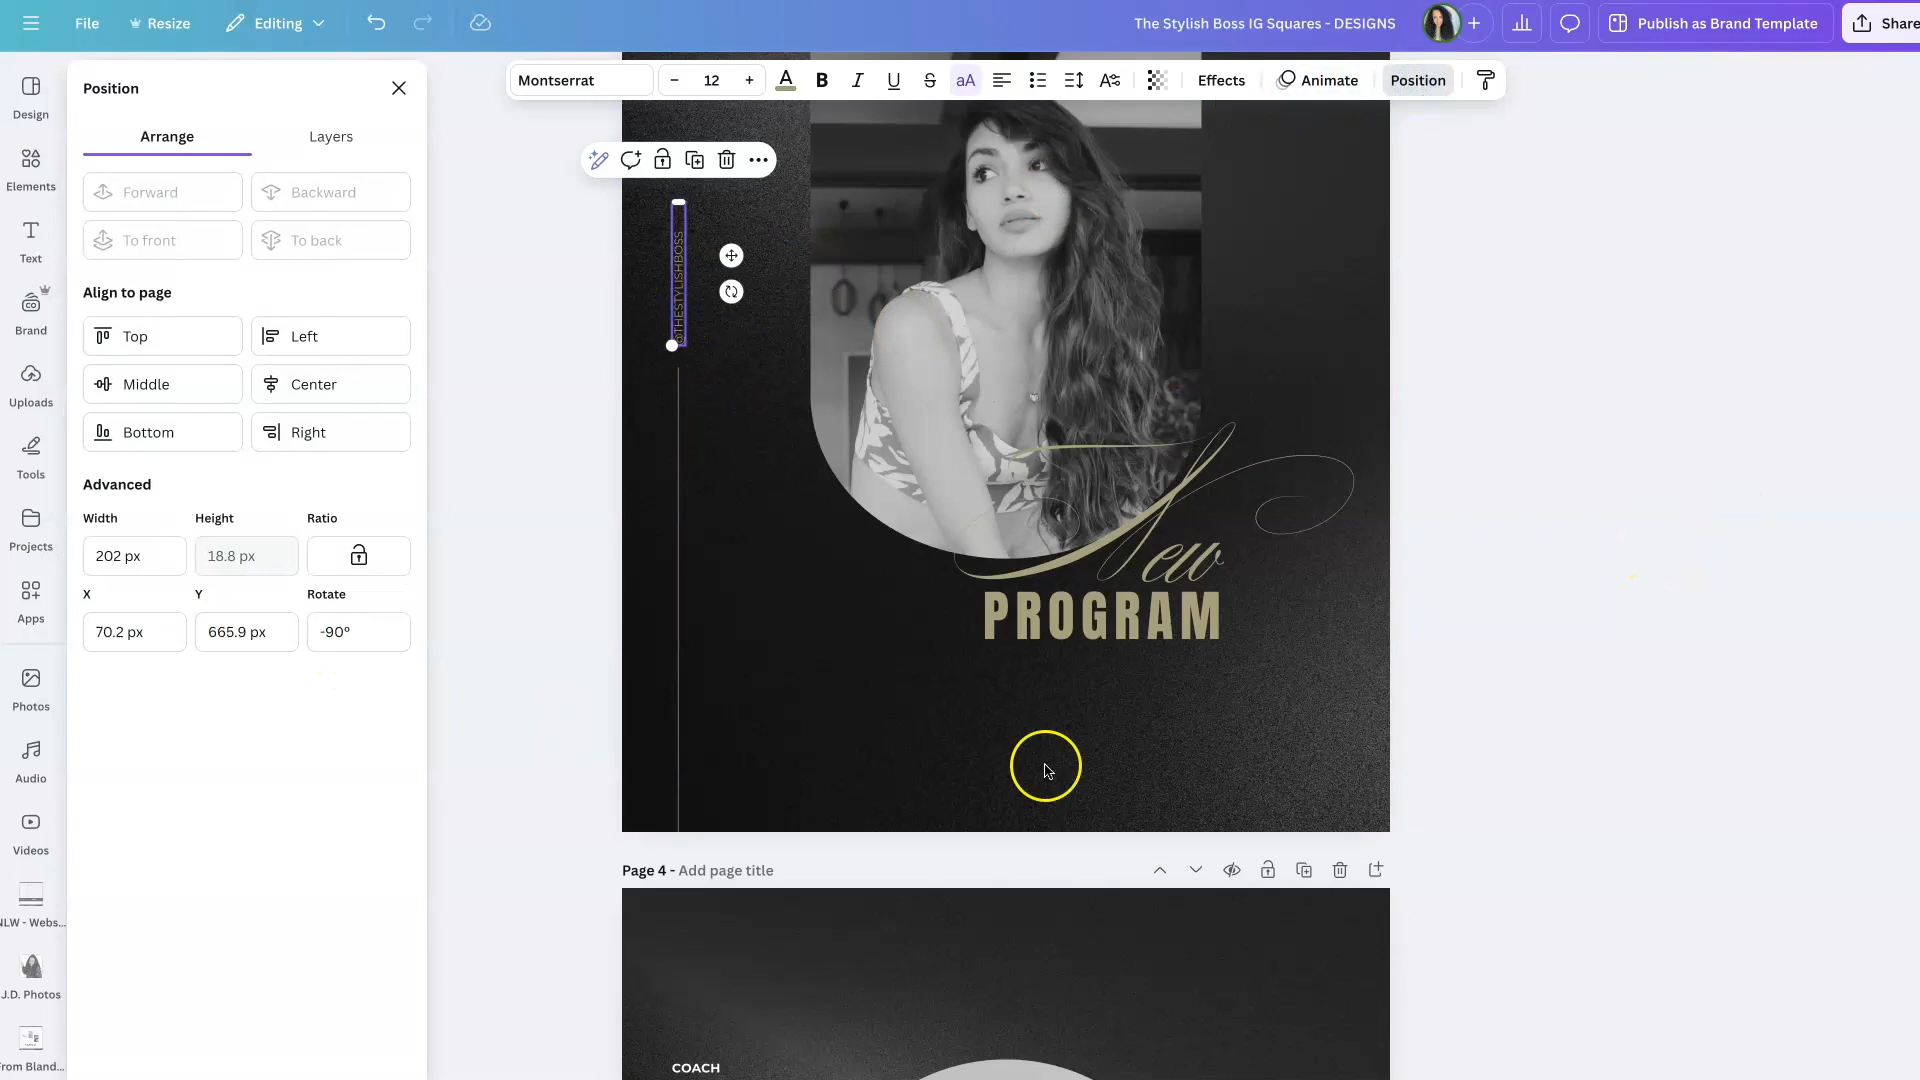 File
Resize
Editing
The Stylish Boss IG Squares - DESIGNS
Publish as Brand Template
Share
Design
Elements
Text
Brand
Uploads
Tools
Projects
Apps
Photos
Audio
Videos
NLW - Webs...
J.D. Photos
From Bland...
Position
Arrange
Layers
Forward
Backward
To front
To back
Align to page
Top
Left
Middle
Center
Bottom
Right
Advanced
Width
Height
Ratio
202 px
18.8 px
X
Y
Rotate
70.2 px
665.9 px
-90°
Montserrat
- 12 +
A
B
I
U
S
aA
Effects
Animate
Position
@THESTYLISHBOSS
New
PROGRAM
Page 4 - Add page title
COACH